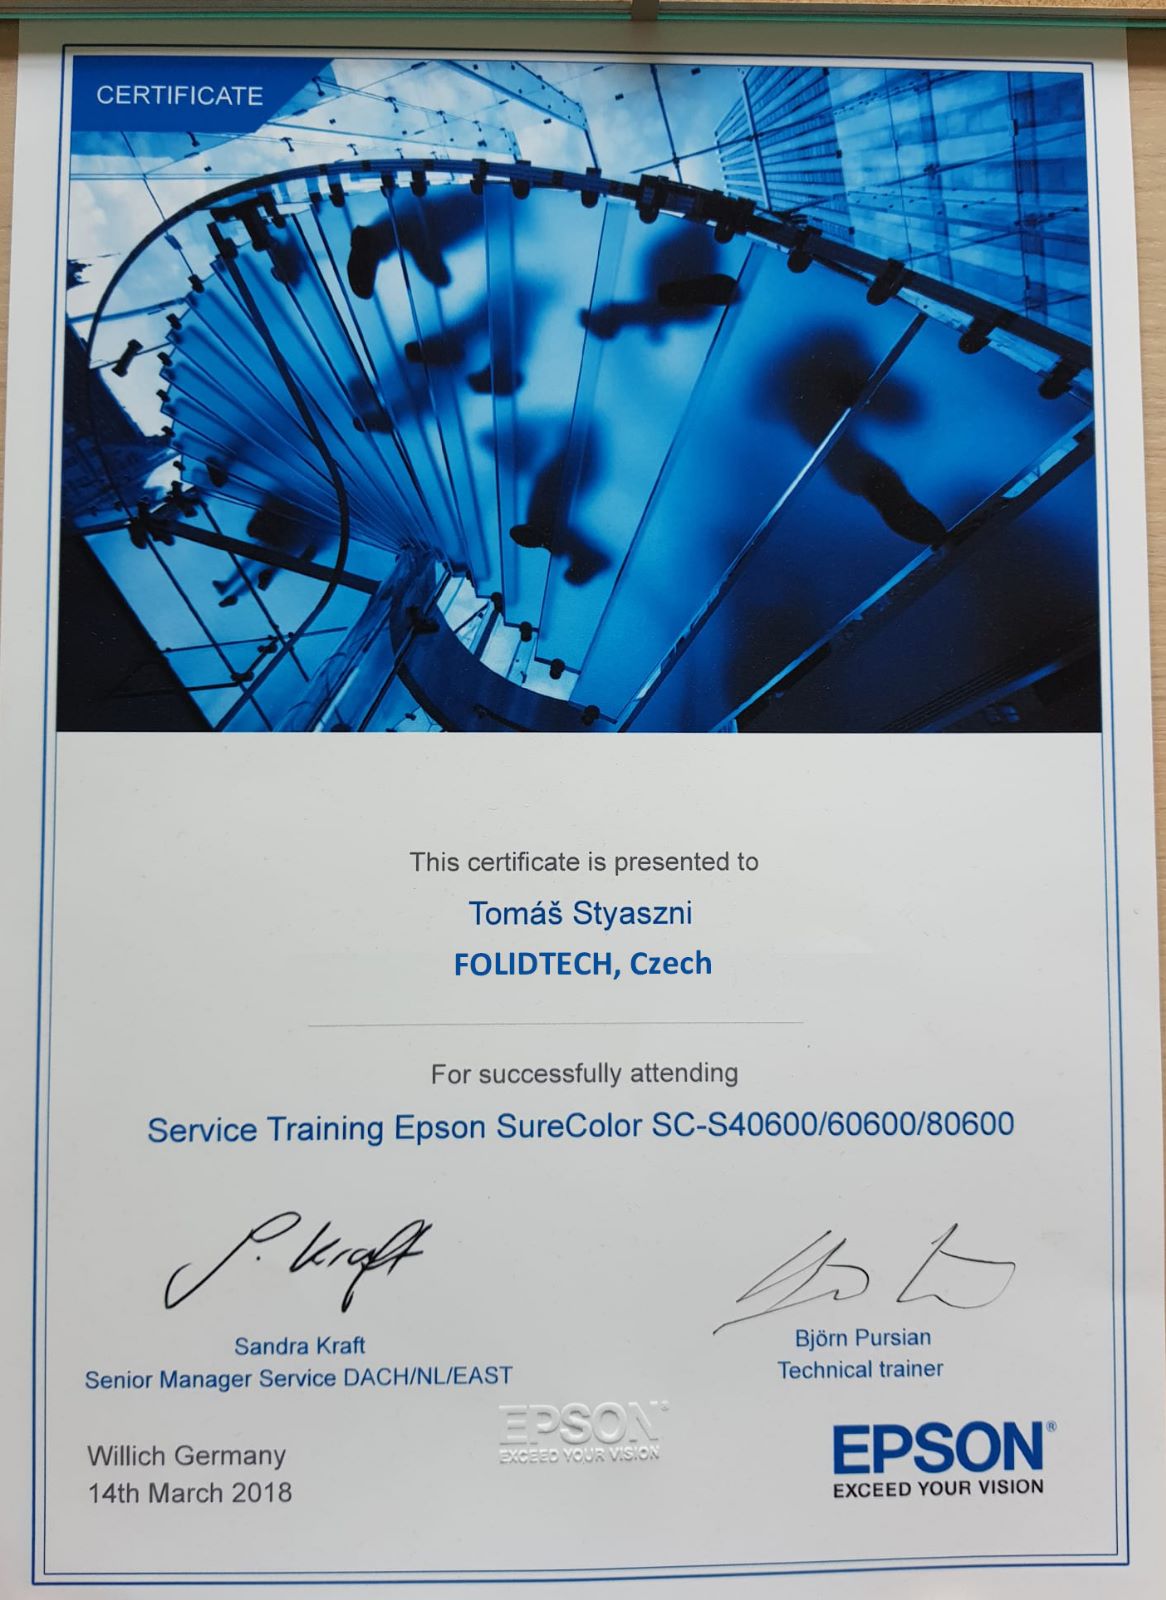 CERTIFICATE
This certificate is presented to
Tomáš Styaszni
FOLIDTECH, Czech
For successfully attending
Service Training Epson SureColor SC-S40600/60600/80600
S. Kraft
Sandra Kraft
Senior Manager Service DACH/NL/EAST
Björn Pursian
Technical trainer
EPSON®
EXCEED YOUR VISION
Willich Germany
14th March 2018
EPSON®
EXCEED YOUR VISION